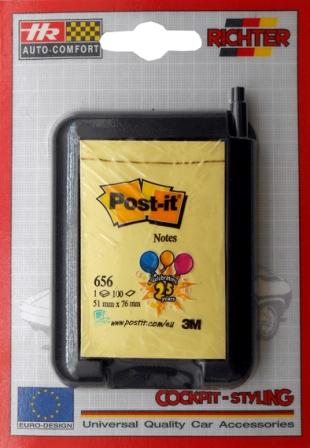 HR
AUTO-COMFORT
RICHTER
Post-it
Notes
656
1 100
51 mm x 76 mm
Celebrating
25
years
www.postit.com/eu
3M
COCKPIT-STYLING
EURO-DESIGN
Universal Quality Car Accessories